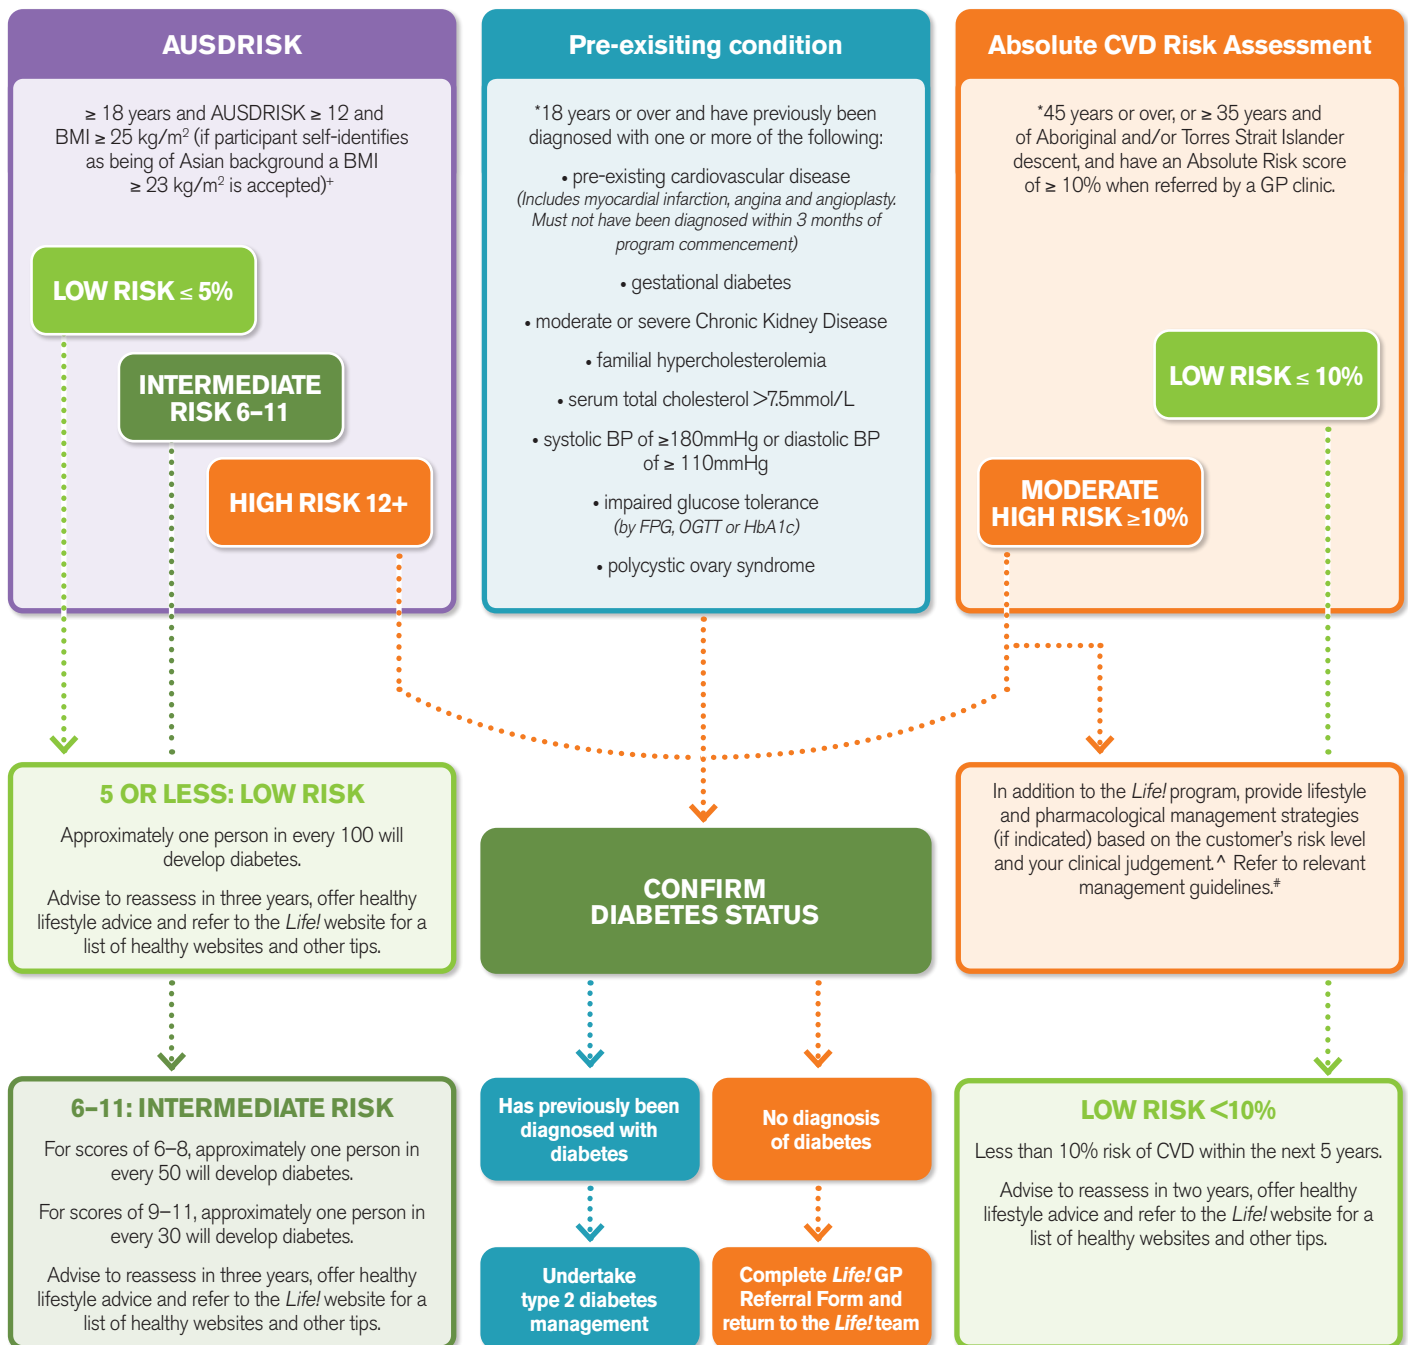 AUSDRISK
≥ 18 years and AUSDRISK ≥ 12 and
BMI ≥ 25 kg/m² (if participant self-identifies
as being of Asian background a BMI
≥ 23 kg/m² is accepted)⁺
LOW RISK ≤ 5%
INTERMEDIATE
RISK 6–11
HIGH RISK 12+
Pre-exisiting condition
*18 years or over and have previously been
diagnosed with one or more of the following:
• pre-existing cardiovascular disease
(Includes myocardial infarction, angina and angioplasty.
Must not have been diagnosed within 3 months of
program commencement)
• gestational diabetes
• moderate or severe Chronic Kidney Disease
• familial hypercholesterolemia
• serum total cholesterol >7.5mmol/L
• systolic BP of ≥180mmHg or diastolic BP
of ≥ 110mmHg
• impaired glucose tolerance
(by FPG, OGTT or HbA1c)
• polycystic ovary syndrome
Absolute CVD Risk Assessment
*45 years or over, or ≥ 35 years and
of Aboriginal and/or Torres Strait Islander
descent, and have an Absolute Risk score
of ≥ 10% when referred by a GP clinic.
LOW RISK ≤ 10%
MODERATE
HIGH RISK ≥10%
5 OR LESS: LOW RISK
Approximately one person in every 100 will
develop diabetes.
Advise to reassess in three years, offer healthy
lifestyle advice and refer to the Life! website for a
list of healthy websites and other tips.
CONFIRM
DIABETES STATUS
In addition to the Life! program, provide lifestyle
and pharmacological management strategies
(if indicated) based on the customer's risk level
and your clinical judgement.^ Refer to relevant
management guidelines.#
6–11: INTERMEDIATE RISK
For scores of 6–8, approximately one person in
every 50 will develop diabetes.
For scores of 9–11, approximately one person in
every 30 will develop diabetes.
Advise to reassess in three years, offer healthy
lifestyle advice and refer to the Life! website for a
list of healthy websites and other tips.
Has previously been
diagnosed with
diabetes
No diagnosis
of diabetes
Undertake
type 2 diabetes
management
Complete Life! GP
Referral Form and
return to the Life! team
LOW RISK <10%
Less than 10% risk of CVD within the next 5 years.
Advise to reassess in two years, offer healthy
lifestyle advice and refer to the Life! website for a
list of healthy websites and other tips.